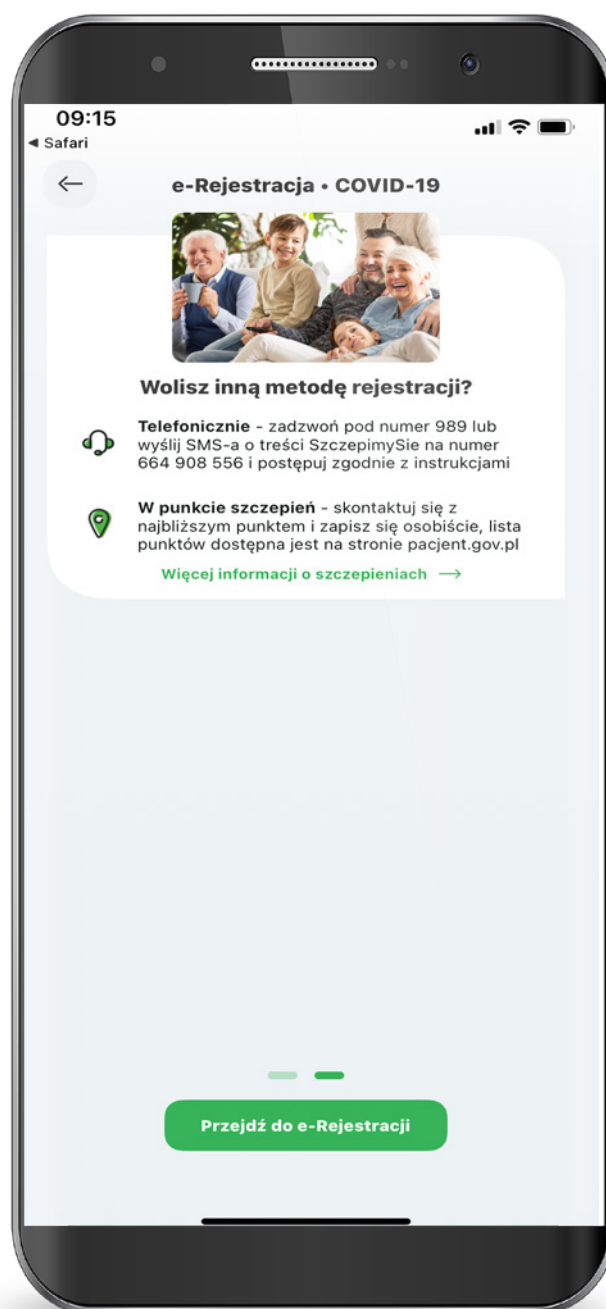 09:15
◀ Safari
e-Rejestracja • COVID-19
Wolisz inną metodę rejestracji?
Telefonicznie - zadzwoń pod numer 989 lub
wyślij SMS-a o treści SzczepimySie na numer
664 908 556 i postępuj zgodnie z instrukcjami
W punkcie szczepień - skontaktuj się z
najbliższym punktem i zapisz się osobiście, lista
punktów dostępna jest na stronie pacjent.gov.pl
Więcej informacji o szczepieniach →
Przejdź do e-Rejestracji